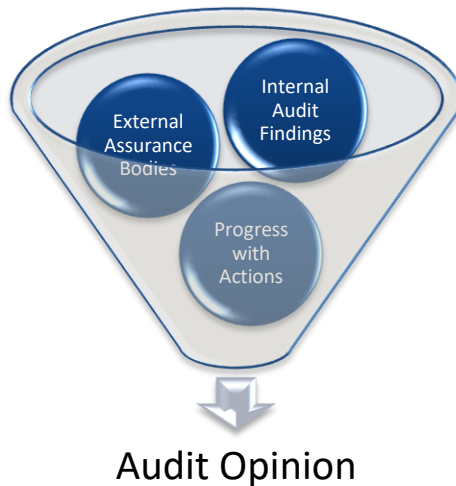 External
Assurance
Bodies
Internal
Audit
Findings
Progress
with
Actions
Audit Opinion